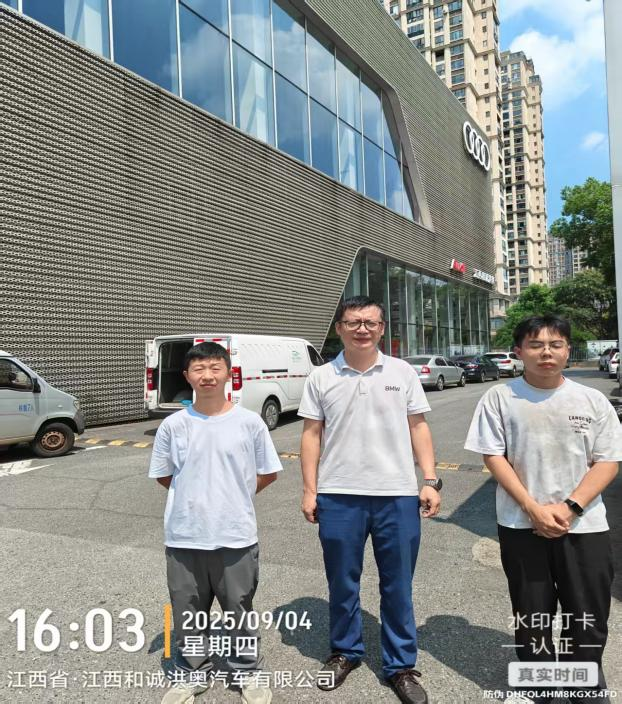 BMW
16:03
2025/09/04
星期四
江西省·江西和诚洪奥汽车有限公司
水印打卡
认证
真实时间
防伪 DHFQL4HM8KGX54FD